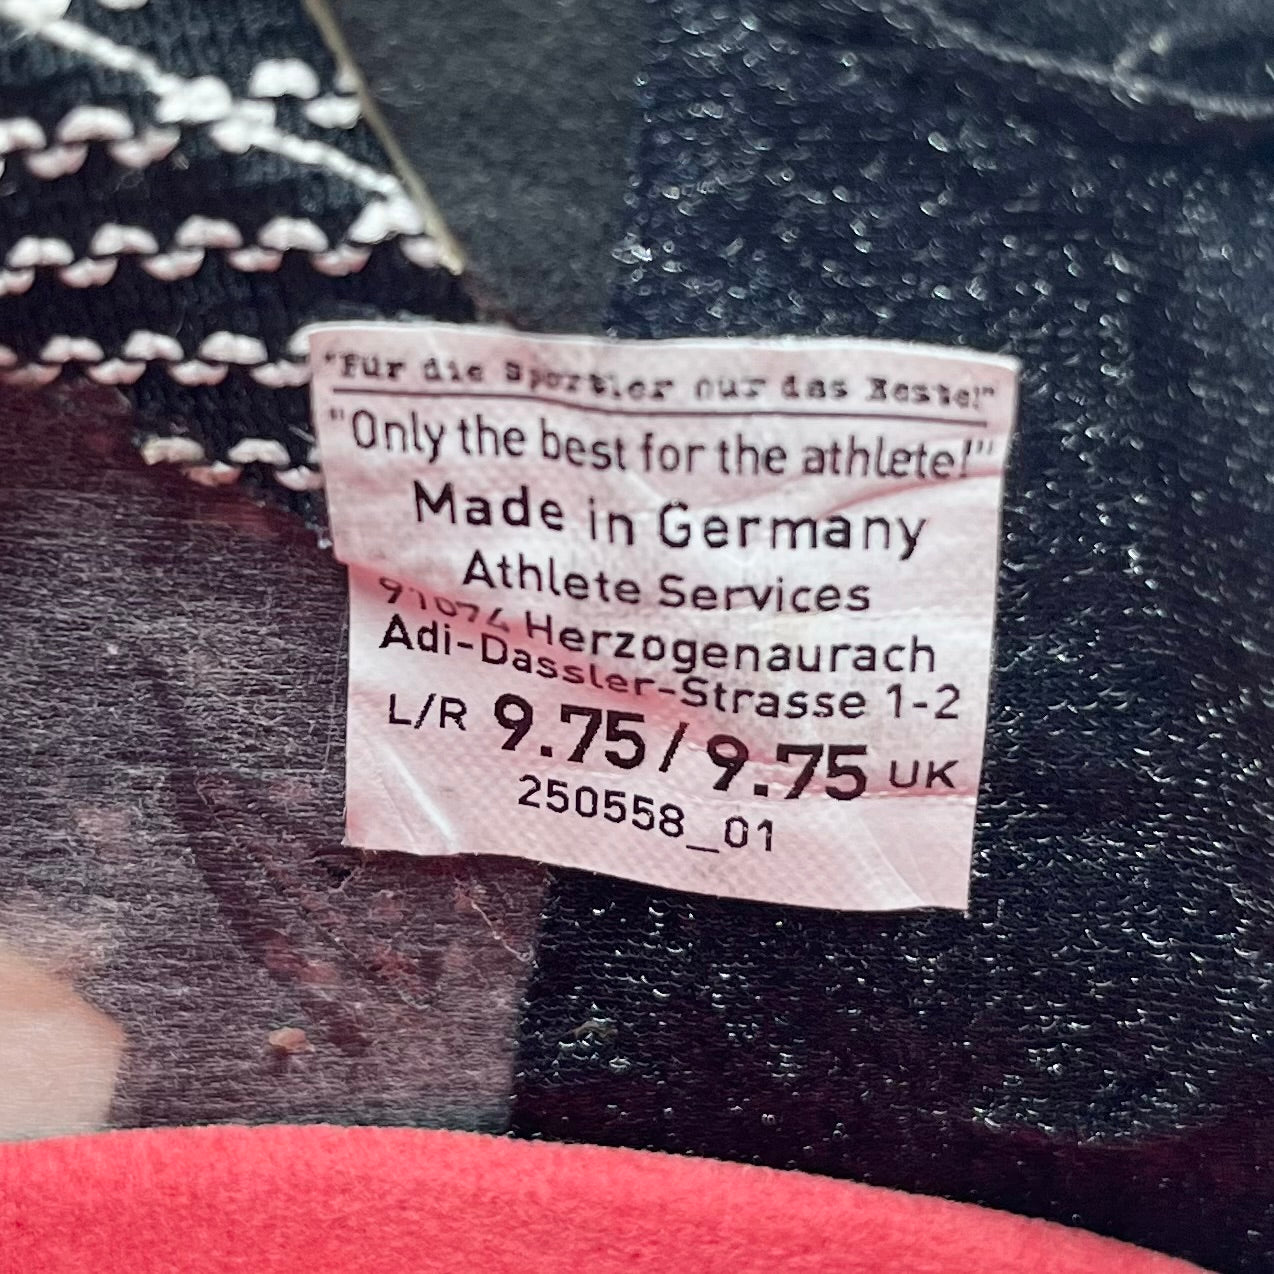 "Für die Sportler nur das Beste!"
"Only the best for the athlete!"
Made in Germany
Athlete Services
91074 Herzogenaurach
Adi-Dassler-Strasse 1-2
L/R 9.75/9.75 UK
250558_01